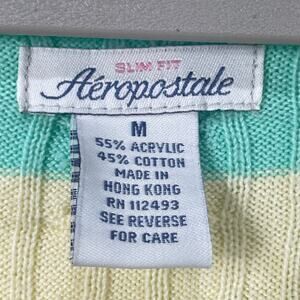 SLIM FIT
Aéropostale
M
55% ACRYLIC
45% COTTON
MADE IN
HONG KONG
RN 112493
SEE REVERSE
FOR CARE